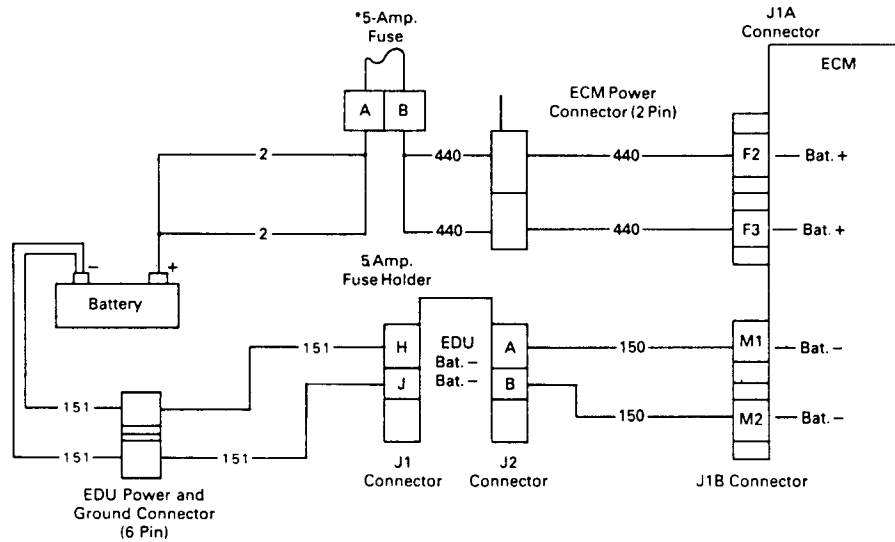 *5-Amp.
Fuse
J1A
Connector
ECM
A B
ECM Power
Connector (2 Pin)
2 440 440 F2 Bat. +
2 440 440 F3 Bat. +
5 Amp.
Fuse Holder
- +
Battery
151 H EDU A 150 M1 Bat. -
Bat. -
J Bat. - B
151 150 M2 Bat. -
151 151
J1
Connector
J2
Connector
J1B Connector
EDU Power and
Ground Connector
(6 Pin)